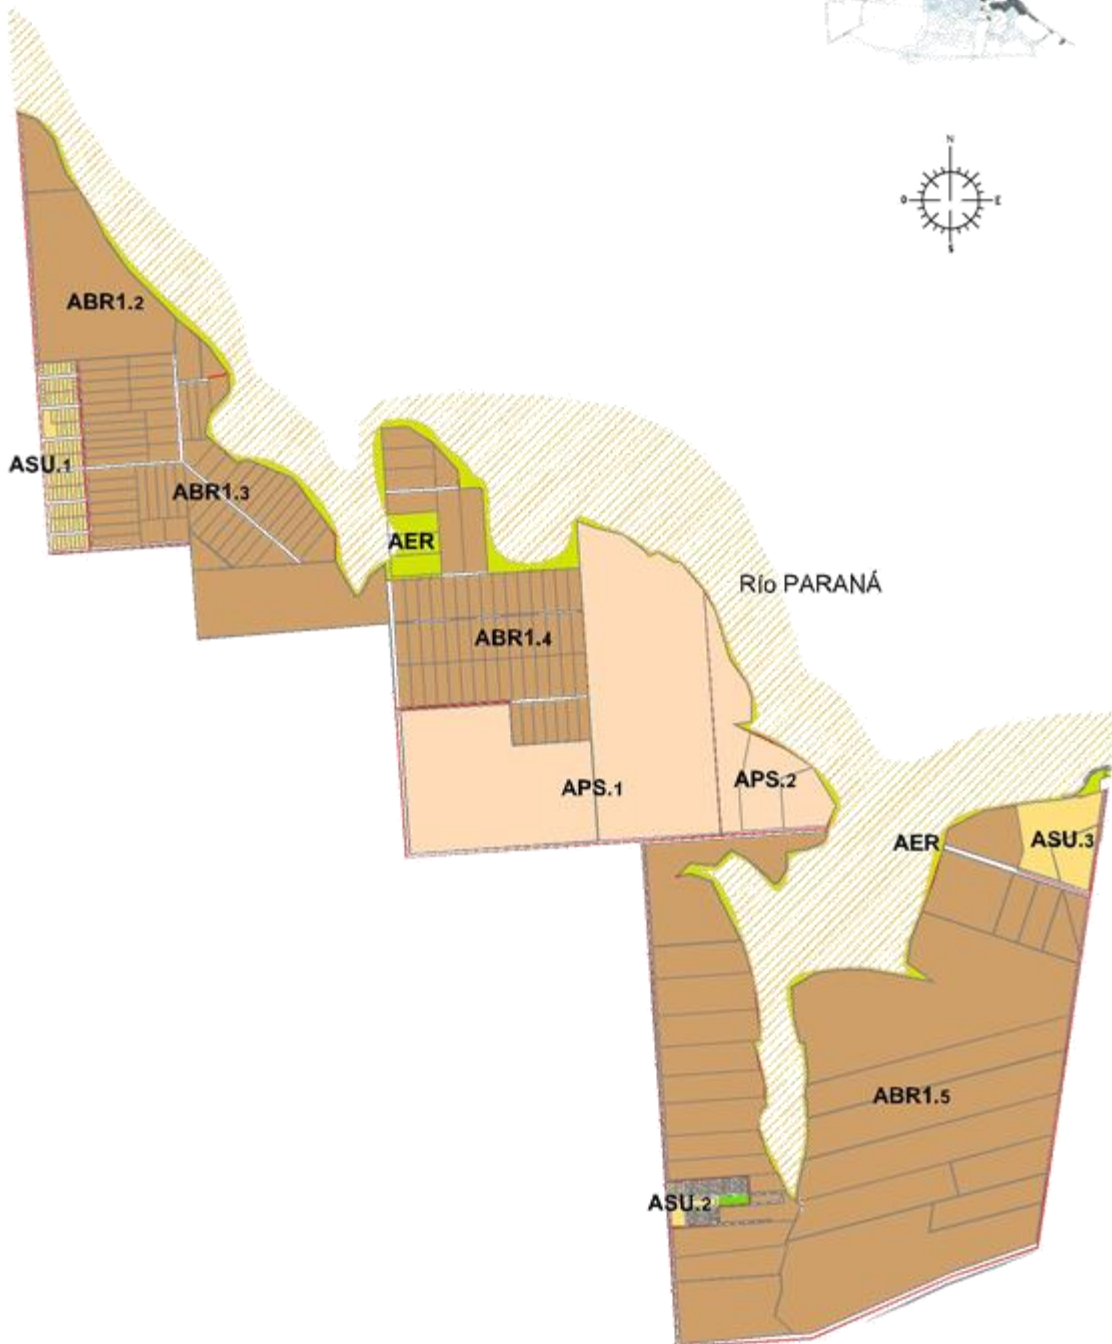 N
O
E
S
ABR1.2
ASU.1
ABR1.3
AER
Río PARANÁ
ABR1.4
APS.1
APS.2
AER
ASU.3
ABR1.5
ASU.2